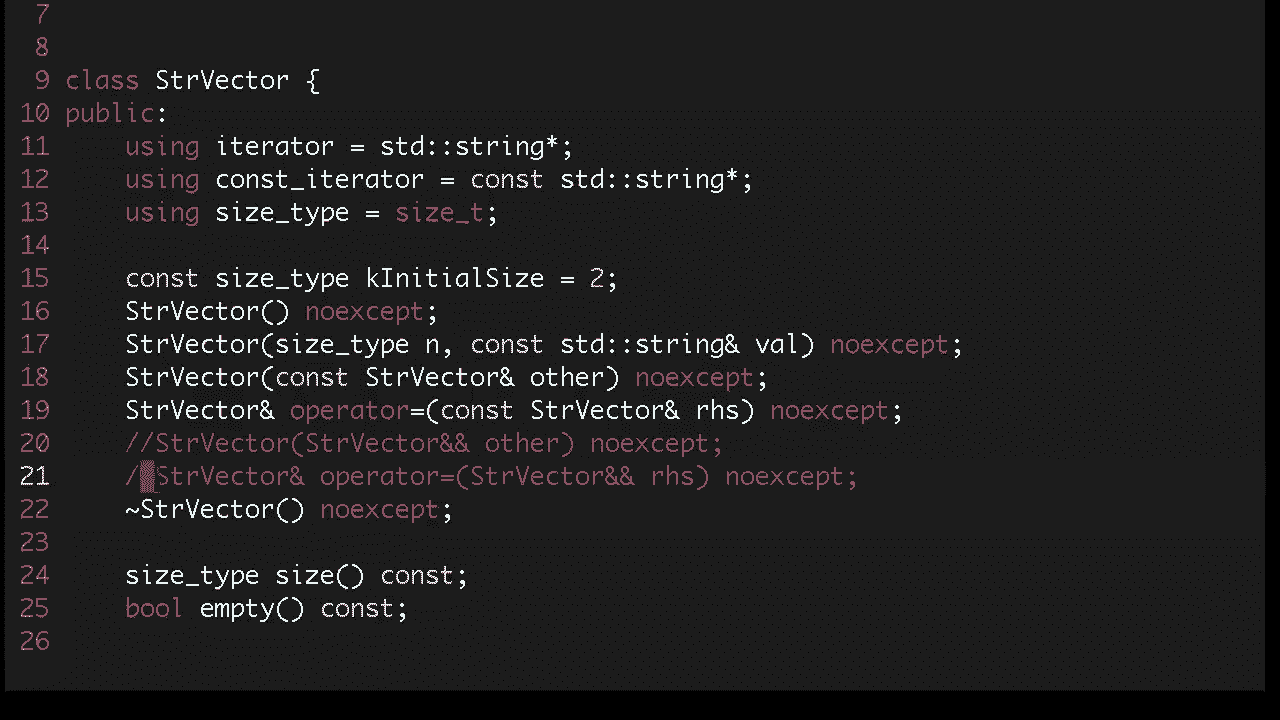 7
8
9 class StrVector {
10 public:
11     using iterator = std::string*;
12     using const_iterator = const std::string*;
13     using size_type = size_t;
14
15     const size_type kInitialSize = 2;
16     StrVector() noexcept;
17     StrVector(size_type n, const std::string& val) noexcept;
18     StrVector(const StrVector& other) noexcept;
19     StrVector& operator=(const StrVector& rhs) noexcept;
20     //StrVector(StrVector&& other) noexcept;
21     //StrVector& operator=(StrVector&& rhs) noexcept;
22     ~StrVector() noexcept;
23
24     size_type size() const;
25     bool empty() const;
26